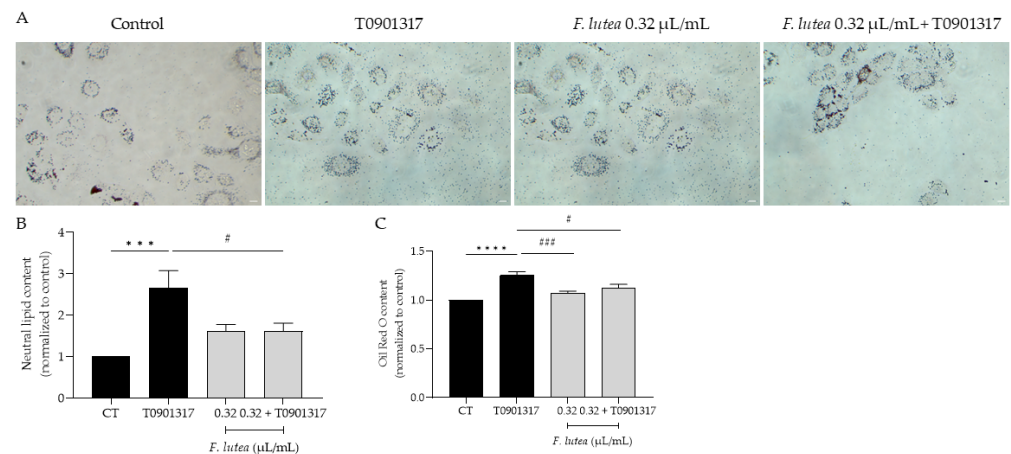 A
Control
T0901317
F. lutea 0.32 μL/mL
F. lutea 0.32 μL/mL+ T0901317
B
Neutral lipid content
(normalized to control)
4
3
2
1
0
* * *
#
CT
T0901317
0.32
0.32 + T0901317
F. lutea (μL/mL)
C
Oil Red O content
(normalized to control)
1.5
1.0
0.5
0.0
* * * *
###
#
CT
T0901317
0.32
0.32 + T0901317
F. lutea (μL/mL)